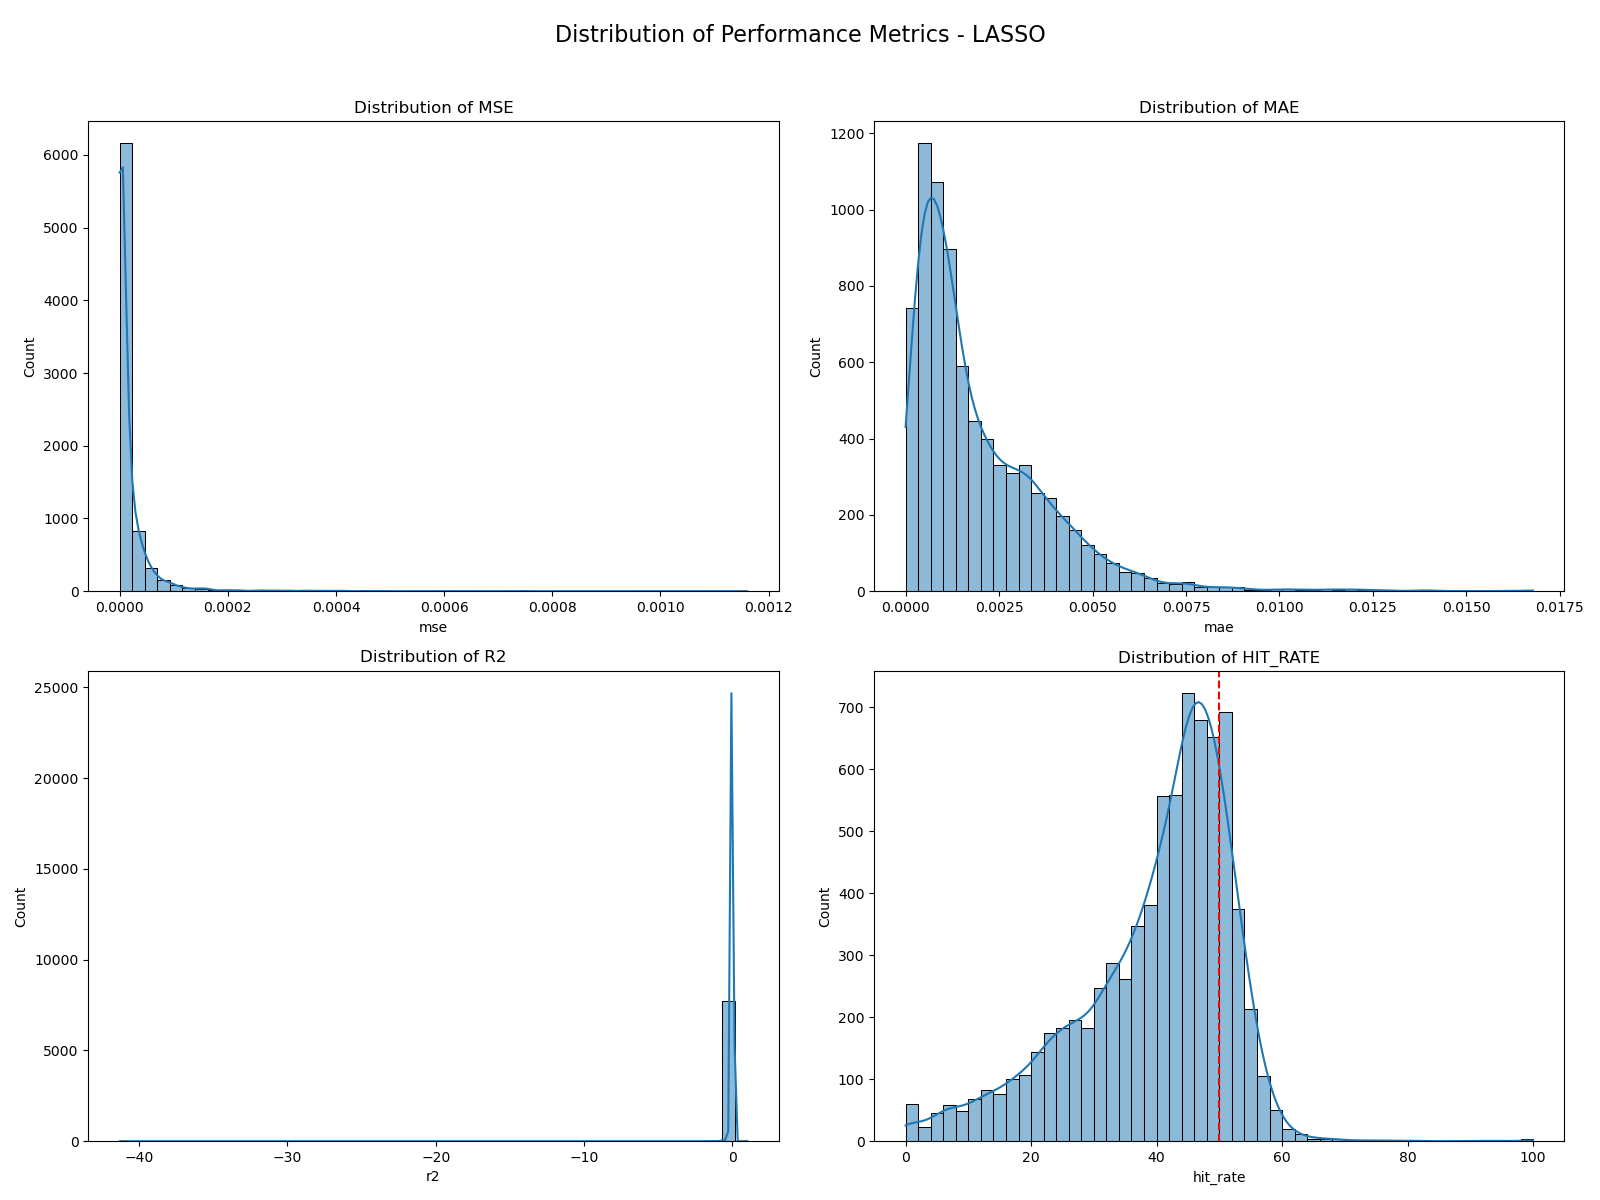 Distribution of Performance Metrics - LASSO
Distribution of MSE
Count
6000
5000
4000
3000
2000
1000
0
0.0000 0.0002 0.0004 0.0006 0.0008 0.0010 0.0012
mse
Distribution of MAE
Count
1200
1000
800
600
400
200
0
0.0000 0.0025 0.0050 0.0075 0.0100 0.0125 0.0150 0.0175
mae
Distribution of R2
Count
25000
20000
15000
10000
5000
0
−40 −30 −20 −10 0
r2
Distribution of HIT_RATE
Count
700
600
500
400
300
200
100
0
0 20 40 60 80 100
hit_rate